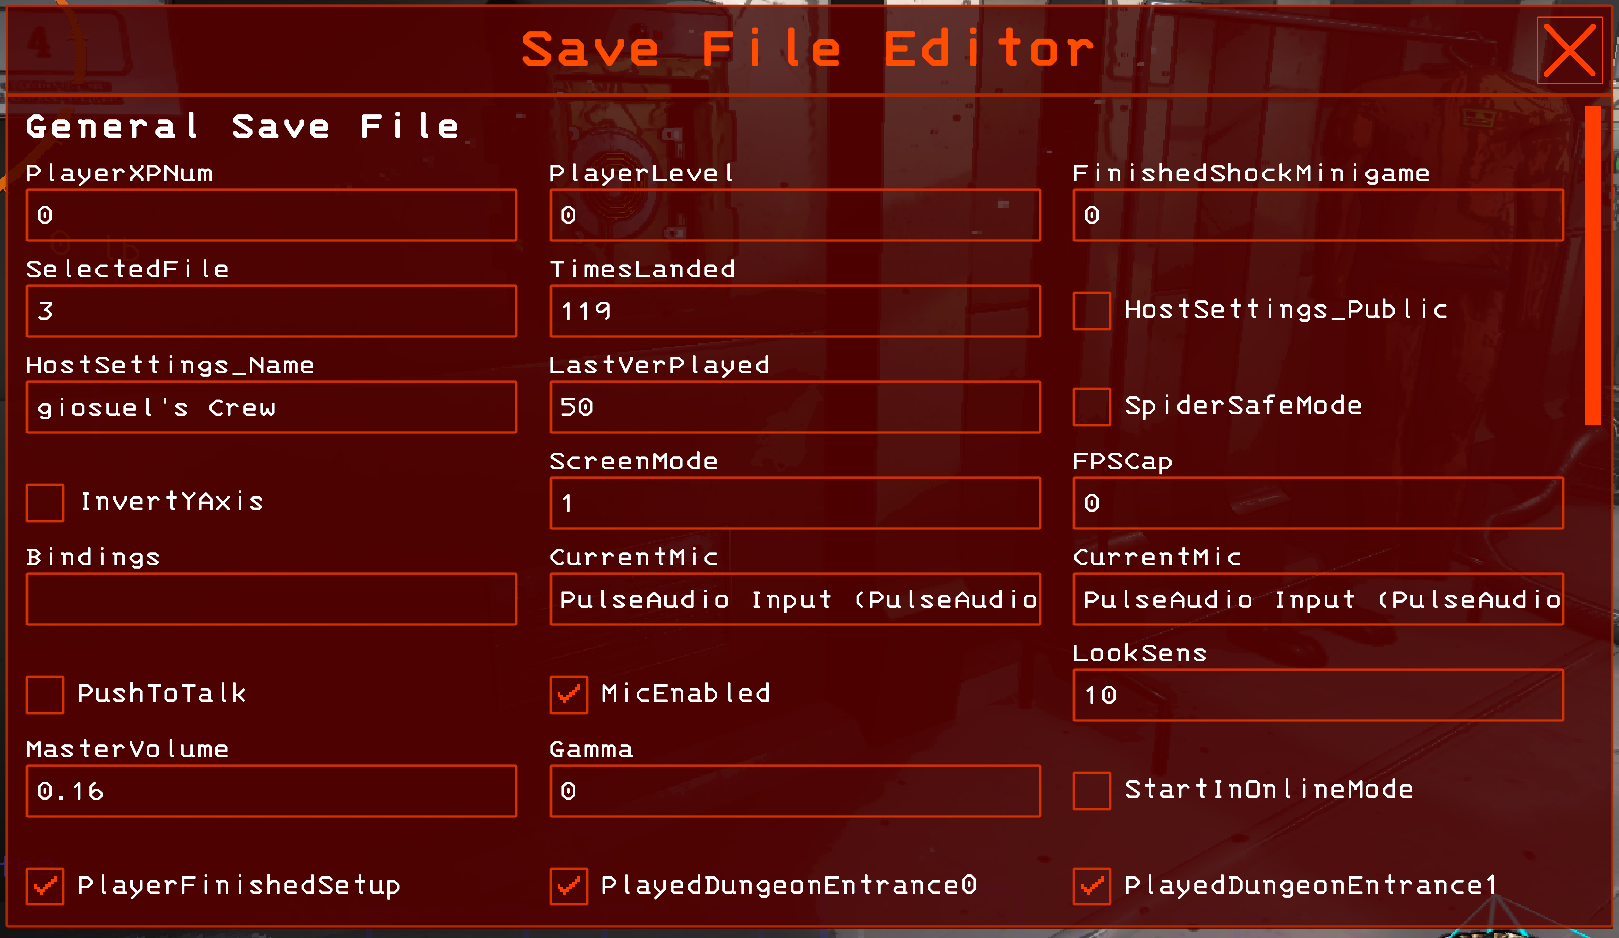 Save File Editor
General Save File
PlayerXPNum PlayerLevel FinishedShockMinigame
0 0 0
SelectedFile TimesLanded
3 119 HostSettings_Public
HostSettings_Name LastVerPlayed
giosuel's Crew 50 SpiderSafeMode
ScreenMode FPSCap
InvertYAxis 1 0
Bindings CurrentMic CurrentMic
PulseAudio Input (PulseAudio PulseAudio Input (PulseAudio
LookSens
PushToTalk MicEnabled 10
MasterVolume Gamma
0.16 0 StartInOnlineMode
PlayerFinishedSetup PlayedDungeonEntrance0 PlayedDungeonEntrance1